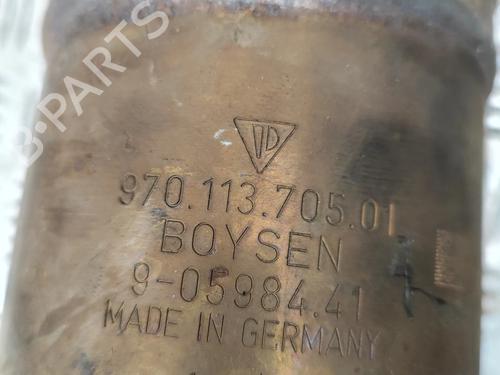 B-PARTS
970.113.705.01
BOYSEN
9-05984.41
MADE IN GERMANY